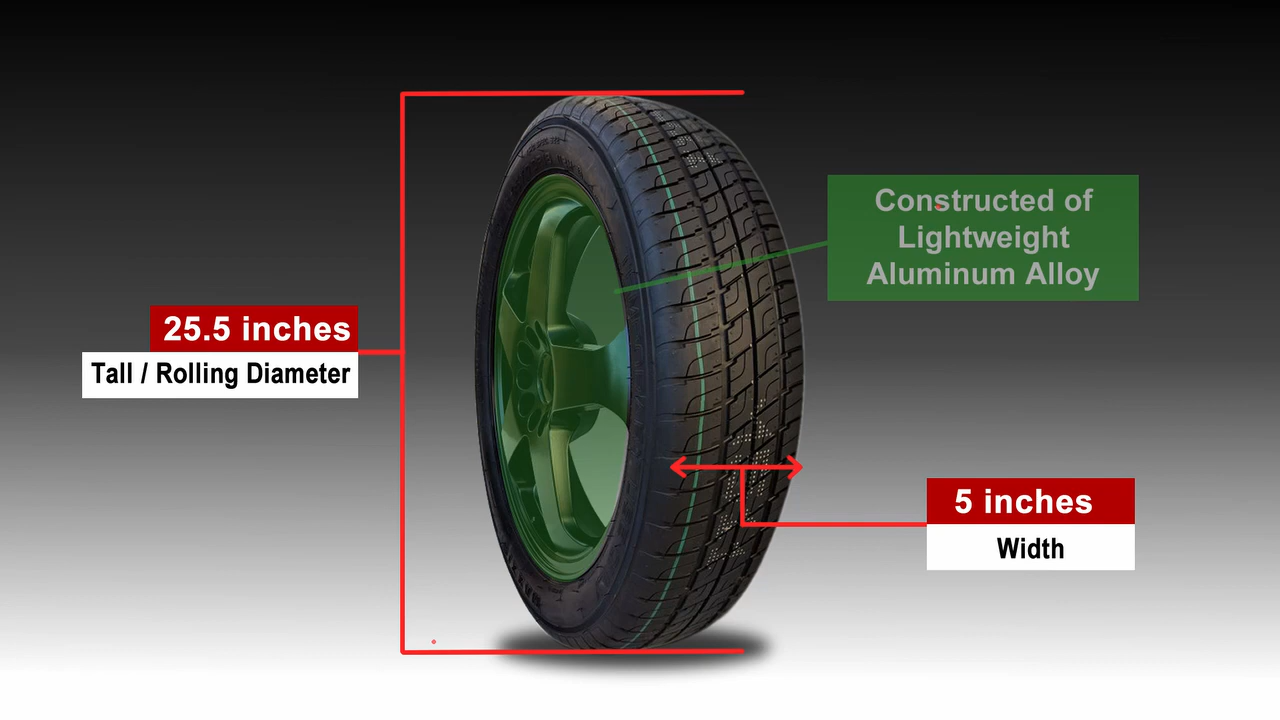 Constructed of
Lightweight
Aluminum Alloy
25.5 inches
Tall / Rolling Diameter
5 inches
Width